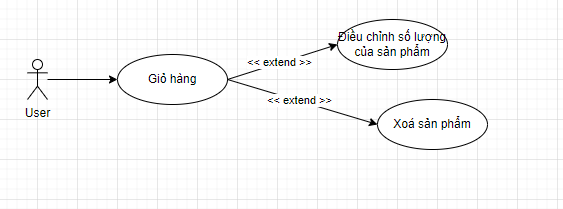 Điều chỉnh số lượng
của sản phẩm
<< extend >>
Giỏ hàng
<< extend >>
User
Xoá sản phẩm